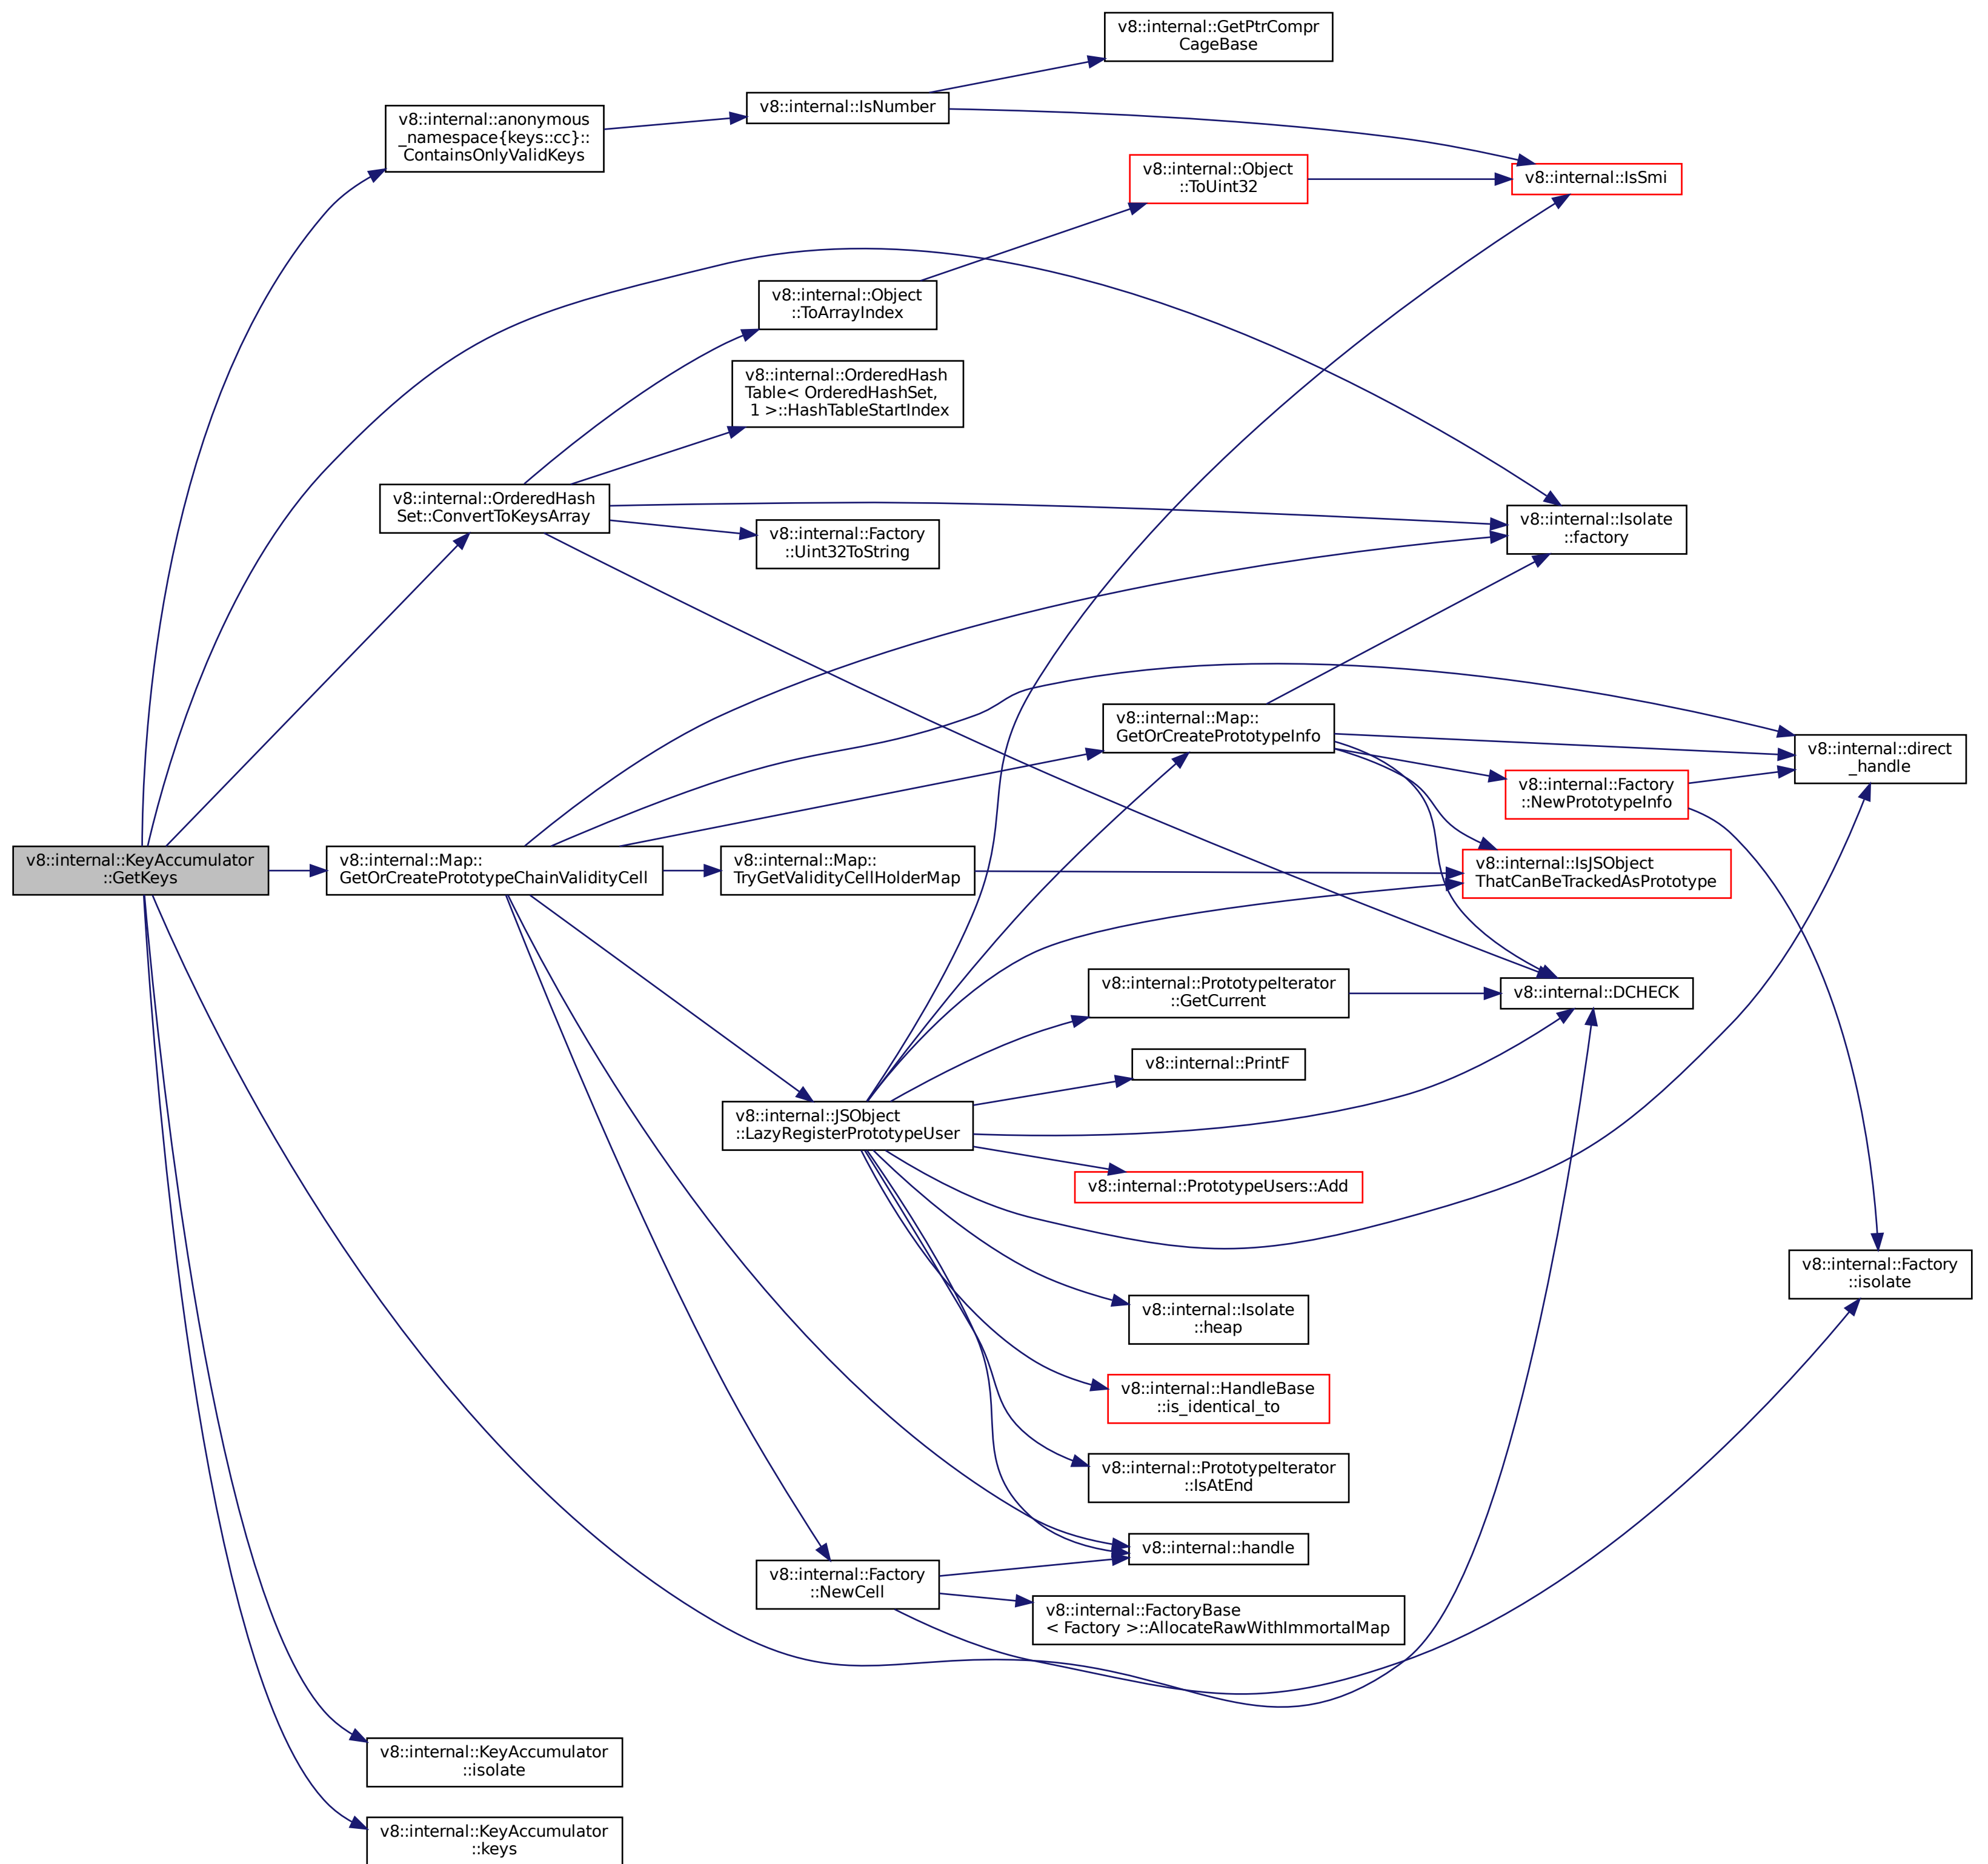 v8::internal::GetPtrCompr
CageBase
v8::internal::anonymous
_namespace{keys::cc}::
ContainsOnlyValidKeys
v8::internal::IsNumber
v8::internal::Object
::ToUint32
v8::internal::IsSmi
v8::internal::Object
::ToArrayIndex
v8::internal::OrderedHash
Table< OrderedHashSet,
1 >::HashTableStartIndex
v8::internal::OrderedHash
Set::ConvertToKeysArray
v8::internal::Factory
::Uint32ToString
v8::internal::Isolate
::factory
v8::internal::Map::
GetOrCreatePrototypeInfo
v8::internal::direct
_handle
v8::internal::Factory
::NewPrototypeInfo
v8::internal::KeyAccumulator
::GetKeys
v8::internal::Map::
GetOrCreatePrototypeChainValidityCell
v8::internal::Map::
TryGetValidityCellHolderMap
v8::internal::IsJSObject
ThatCanBeTrackedAsPrototype
v8::internal::PrototypeIterator
::GetCurrent
v8::internal::DCHECK
v8::internal::PrintF
v8::internal::JSObject
::LazyRegisterPrototypeUser
v8::internal::PrototypeUsers::Add
v8::internal::Factory
::isolate
v8::internal::Isolate
::heap
v8::internal::HandleBase
::is_identical_to
v8::internal::PrototypeIterator
::IsAtEnd
v8::internal::handle
v8::internal::Factory
::NewCell
v8::internal::FactoryBase
< Factory >::AllocateRawWithImmortalMap
v8::internal::KeyAccumulator
::isolate
v8::internal::KeyAccumulator
::keys